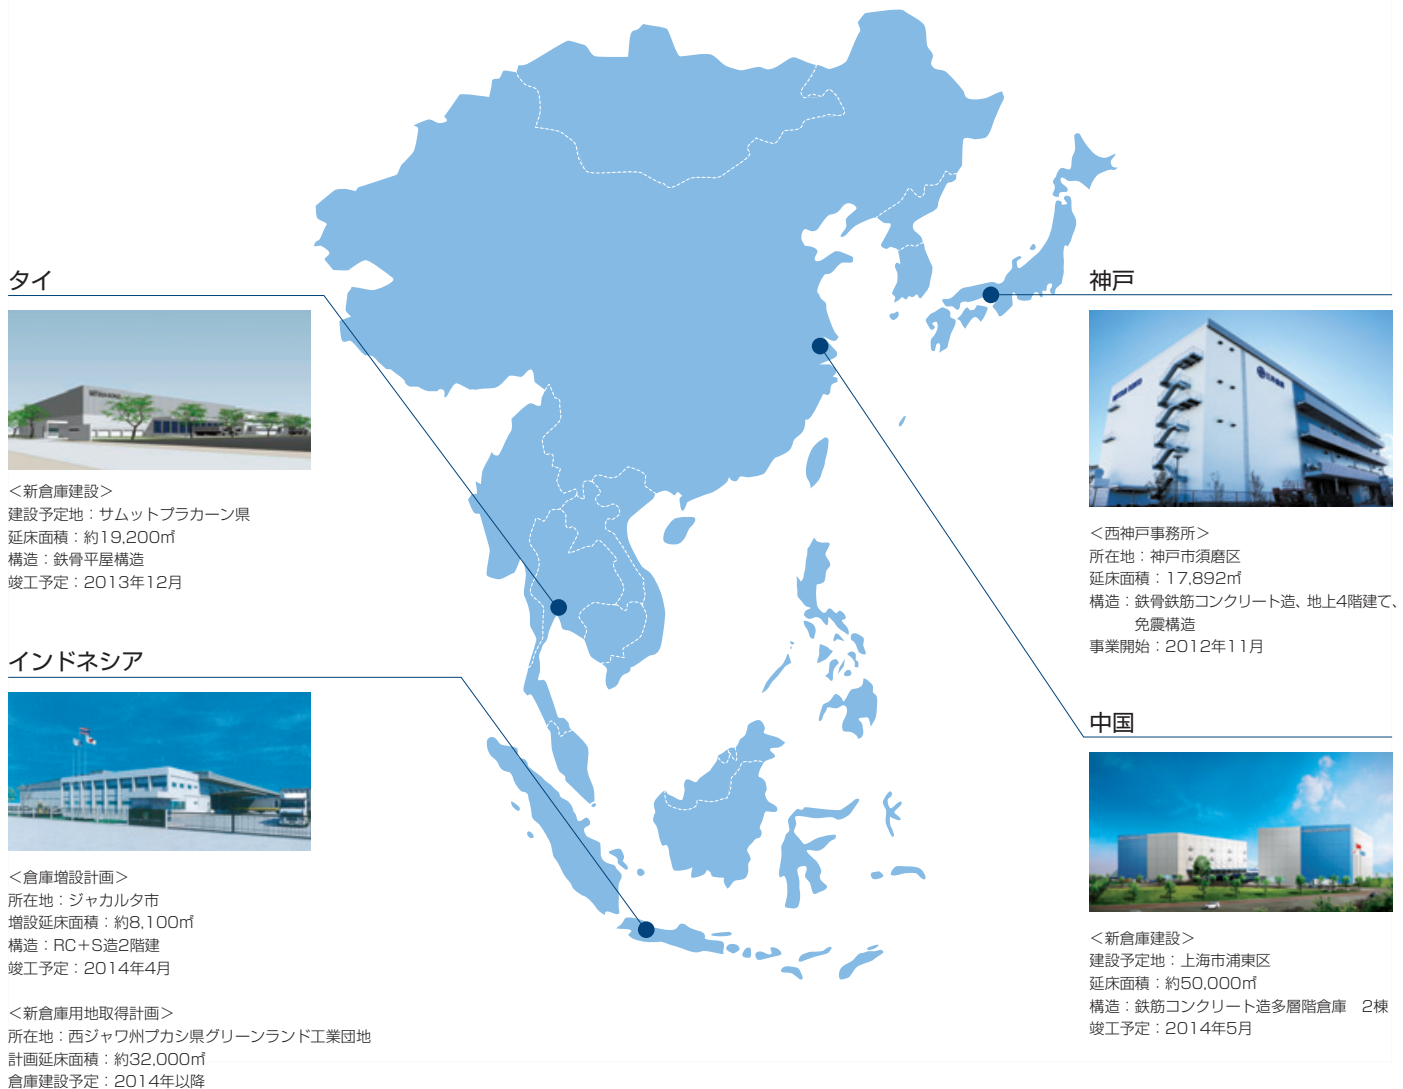 タイ
<新倉庫建設>
建設予定地:サムットプラカーン県
延床面積:約19,200㎡
構造:鉄骨平屋構造
竣工予定:2013年12月
インドネシア
<倉庫増設計画>
所在地:ジャカルタ市
増設延床面積:約8,100㎡
構造:RC+S造2階建
竣工予定:2014年4月
<新倉庫用地取得計画>
所在地:西ジャワ州ブカシ県グリーンランド工業団地
計画延床面積:約32,000㎡
倉庫建設予定:2014年以降
神戸
<西神戸事務所>
所在地:神戸市須磨区
延床面積:17,892㎡
構造:鉄骨鉄筋コンクリート造、地上4階建て、
免震構造
事業開始:2012年11月
中国
<新倉庫建設>
建設予定地:上海市浦東区
延床面積:約50,000㎡
構造:鉄筋コンクリート造多層階倉庫 2棟
竣工予定:2014年5月